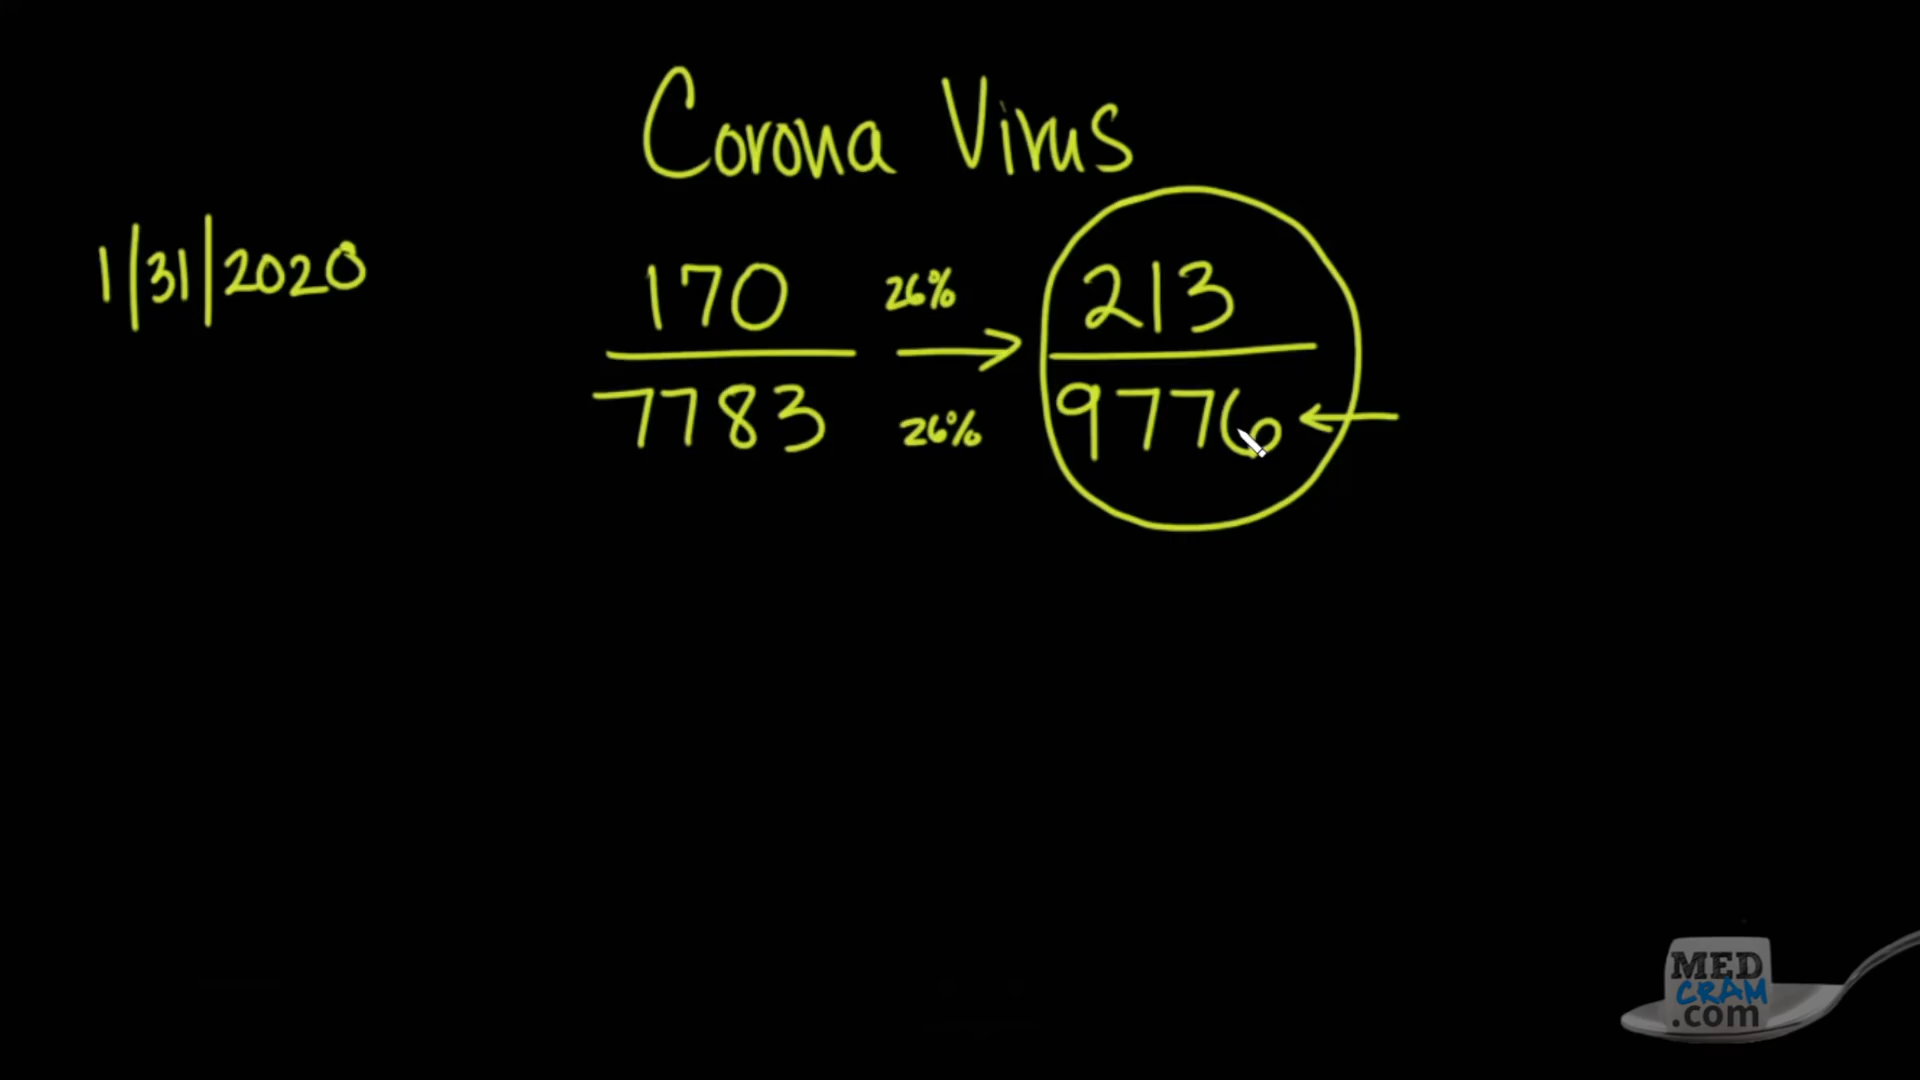 Corona Virus
1/31/2020
170 26% 213
7783 26% 9776
MED
CRAM
.com